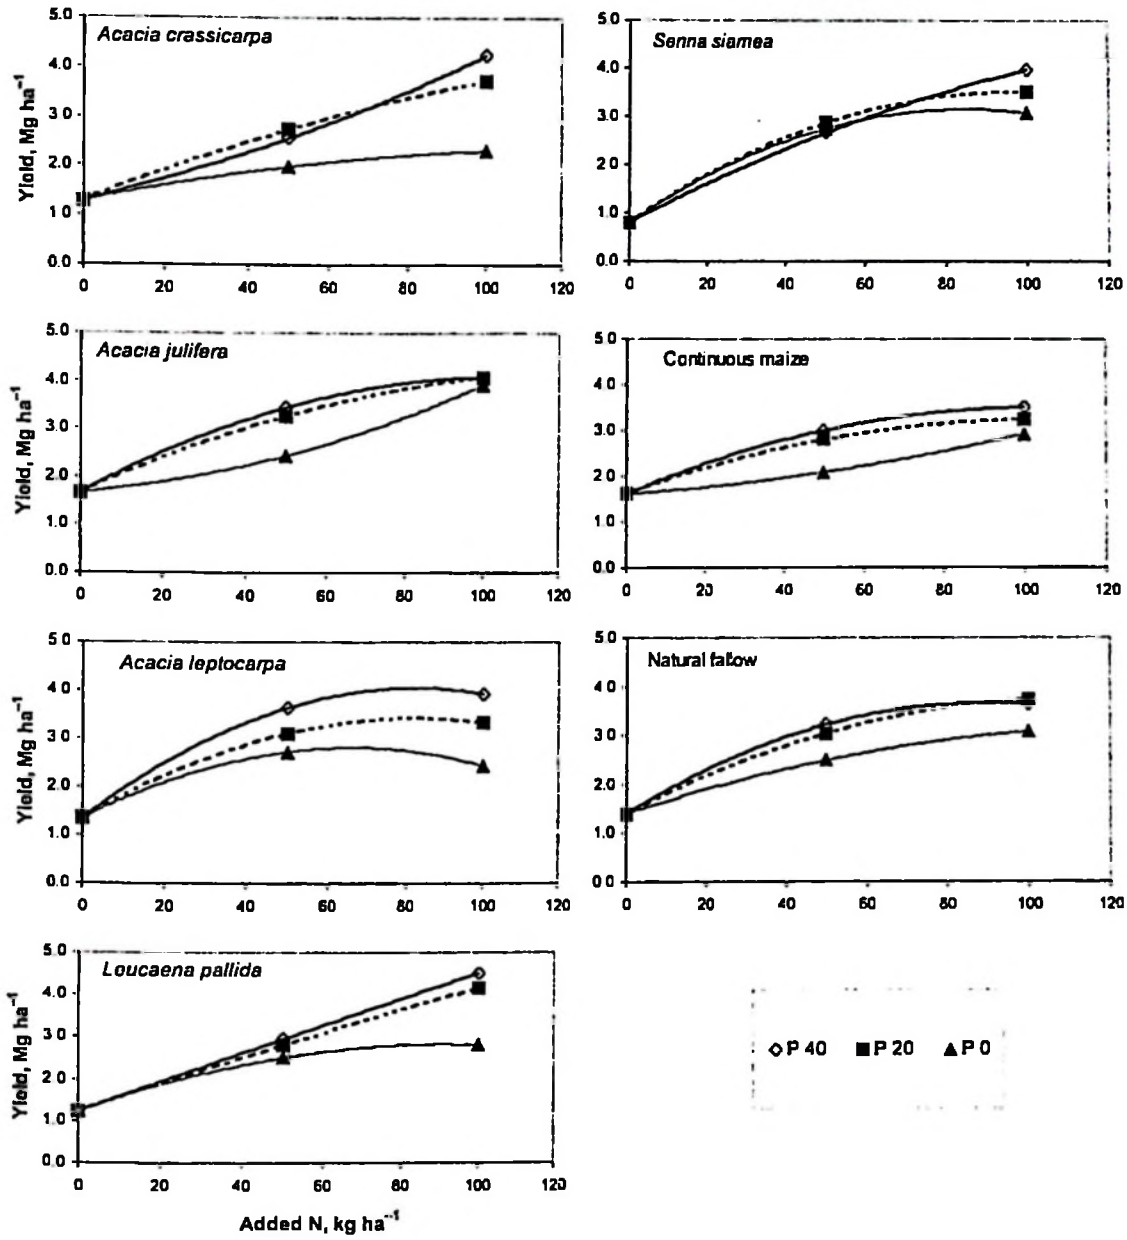 Acacia crassicarpa
Yield, Mg ha⁻¹
5.0
4.0
3.0
2.0
1.0
0.0
0 20 40 60 80 100 120
Senna siamea
5.0
4.0
3.0
2.0
1.0
0.0
0 20 40 60 80 100 120
Acacia julifera
Yield, Mg ha⁻¹
5.0
4.0
3.0
2.0
1.0
0.0
0 20 40 60 80 100 120
Continuous maize
5.0
4.0
3.0
2.0
1.0
0.0
0 20 40 60 80 100 120
Acacia leptocarpa
Yield, Mg ha⁻¹
5.0
4.0
3.0
2.0
1.0
0.0
0 20 40 60 80 100 120
Natural fallow
5.0
4.0
3.0
2.0
1.0
0.0
0 20 40 60 80 100 120
Leucaena pallida
Yield, Mg ha⁻¹
5.0
4.0
3.0
2.0
1.0
0.0
0 20 40 60 80 100 120
Added N, kg ha⁻¹
P 40 P 20 P 0